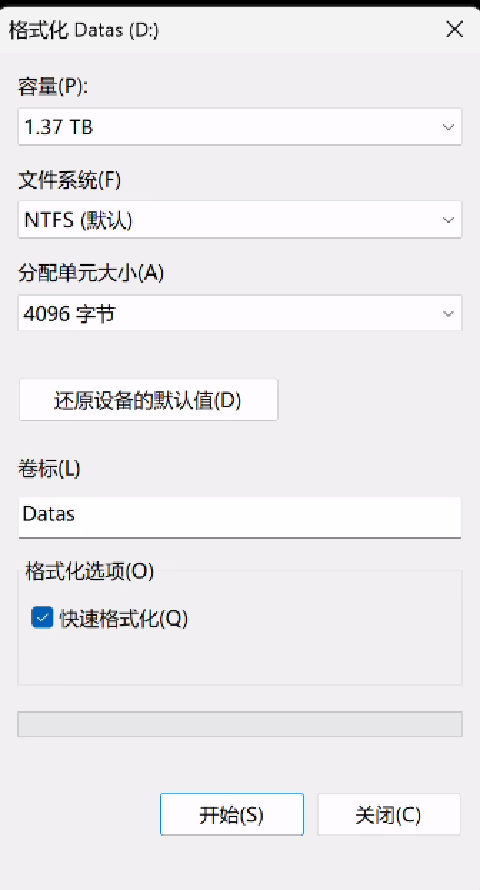 格式化 Datas (D:)
容量(P):
1.37 TB
文件系统(F)
NTFS (默认)
分配单元大小(A)
4096 字节
还原设备的默认值(D)
卷标(L)
Datas
格式化选项(O)
快速格式化(Q)
开始(S)
关闭(C)